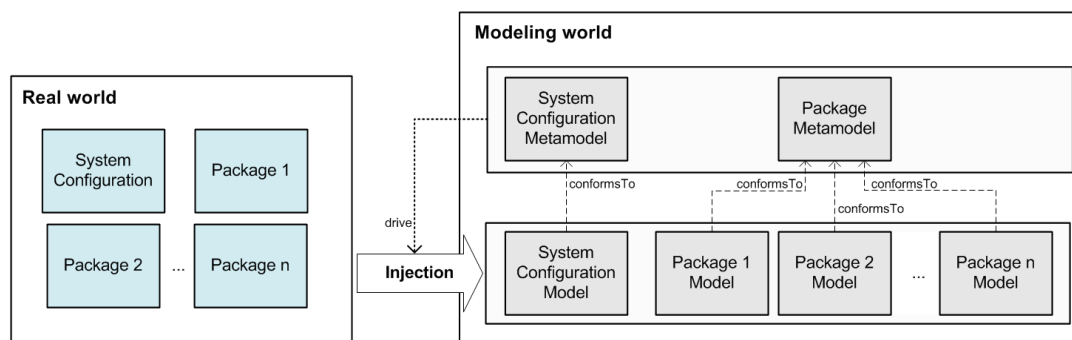 Modeling world
Real world
System
Configuration
Metamodel
Package
Metamodel
System
Configuration
Package 1
conformsTo
conformsTo
conformsTo
conformsTo
drive
Package 2
...
Package n
Injection
System
Configuration
Model
Package 1
Model
Package 2
Model
...
Package n
Model